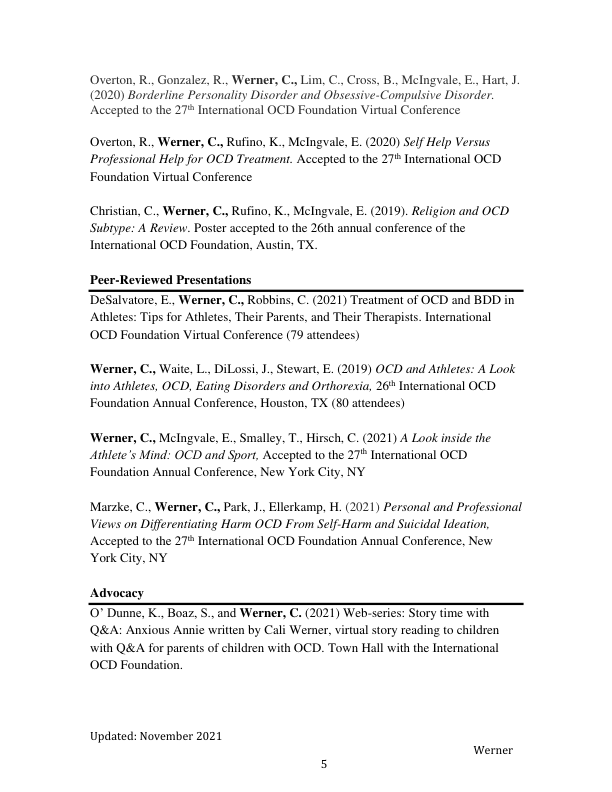 Overton, R., Gonzalez, R., Werner, C., Lim, C., Cross, B., McIngvale, E., Hart, J.
(2020) Borderline Personality Disorder and Obsessive-Compulsive Disorder.
Accepted to the 27th International OCD Foundation Virtual Conference
Overton, R., Werner, C., Rufino, K., McIngvale, E. (2020) Self Help Versus
Professional Help for OCD Treatment. Accepted to the 27th International OCD
Foundation Virtual Conference
Christian, C., Werner, C., Rufino, K., McIngvale, E. (2019). Religion and OCD
Subtype: A Review. Poster accepted to the 26th annual conference of the
International OCD Foundation, Austin, TX.
Peer-Reviewed Presentations
DeSalvatore, E., Werner, C., Robbins, C. (2021) Treatment of OCD and BDD in
Athletes: Tips for Athletes, Their Parents, and Their Therapists. International
OCD Foundation Virtual Conference (79 attendees)
Werner, C., Waite, L., DiLossi, J., Stewart, E. (2019) OCD and Athletes: A Look
into Athletes, OCD, Eating Disorders and Orthorexia, 26th International OCD
Foundation Annual Conference, Houston, TX (80 attendees)
Werner, C., McIngvale, E., Smalley, T., Hirsch, C. (2021) A Look inside the
Athlete's Mind: OCD and Sport, Accepted to the 27th International OCD
Foundation Annual Conference, New York City, NY
Marzke, C., Werner, C., Park, J., Ellerkamp, H. (2021) Personal and Professional
Views on Differentiating Harm OCD From Self-Harm and Suicidal Ideation,
Accepted to the 27th International OCD Foundation Annual Conference, New
York City, NY
Advocacy
O' Dunne, K., Boaz, S., and Werner, C. (2021) Web-series: Story time with
Q&A: Anxious Annie written by Cali Werner, virtual story reading to children
with Q&A for parents of children with OCD. Town Hall with the International
OCD Foundation.
Updated: November 2021
Werner
5